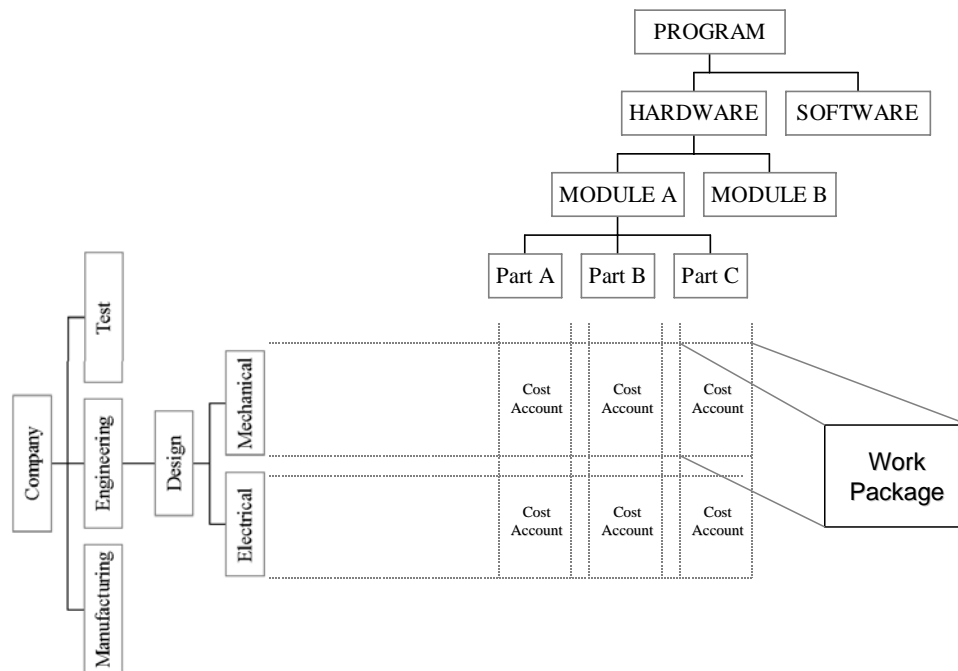 PROGRAM
HARDWARE
SOFTWARE
MODULE A
MODULE B
Part A
Part B
Part C
Company
Test
Engineering
Manufacturing
Design
Mechanical
Electrical
Cost
Account
Cost
Account
Cost
Account
Cost
Account
Cost
Account
Cost
Account
Work
Package